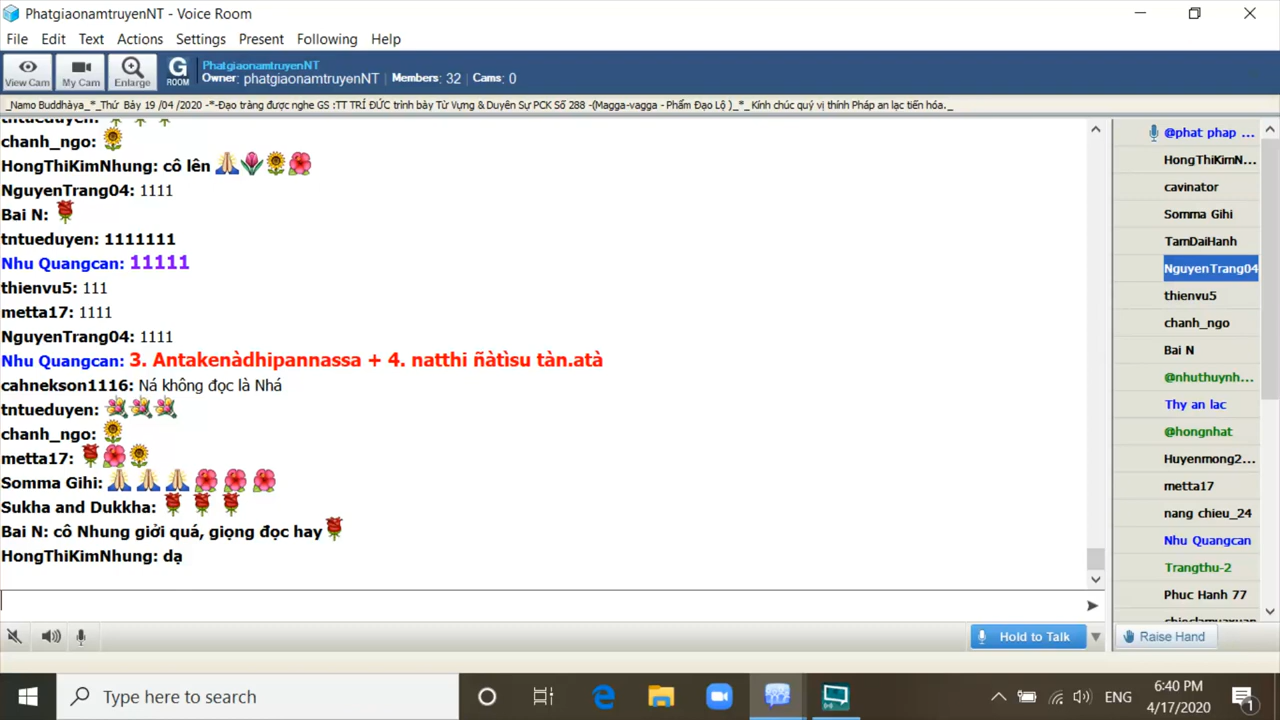 PhatgiaonamtruyenNT - Voice Room
File Edit Text Actions Settings Present Following Help
View Cam My Cam Enlarge G ROOM PhatgiaonamtruyenNT
Owner: phatgiaonamtruyenNT Members: 32 Cams: 0
_Namo Buddhàya_*_Thứ Bảy 19 /04 /2020 -*-Đạo tràng được nghe GS :TT TRÍ ĐỨC trình bày Từ Vựng & Duyên Sự PCK Số 288 -(Magga-vagga - Phẩm Đạo Lộ )_*_ Kính chúc quý vị thính Pháp an lạc tiến hóa._
tntueduyen:
chanh_ngo:
HongThiKimNhung: cô lên
NguyenTrang04: 1111
Bai N:
tntueduyen: 1111111
Nhu Quangcan: 11111
thienvu5: 111
metta17: 1111
NguyenTrang04: 1111
Nhu Quangcan: 3. Antakenàdhipannassa + 4. natthi ñàtìsu tàn.atà
cahnekson1116: Ná không đọc là Nhá
tntueduyen:
chanh_ngo:
metta17:
Somma Gihi:
Sukha and Dukkha:
Bai N: cô Nhung giởi quá, giọng đọc hay
HongThiKimNhung: dạ
@phat phap ...
HongThiKimN...
cavinator
Somma Gihi
TamDaiHanh
NguyenTrang04
thienvu5
chanh_ngo
Bai N
@nhuthuynh...
Thy an lac
@hongnhat
Huyenmong2...
metta17
nang chieu_24
Nhu Quangcan
Trangthu-2
Phuc Hanh 77
Hold to Talk
Raise Hand
Type here to search
ENG
6:40 PM
4/17/2020
1